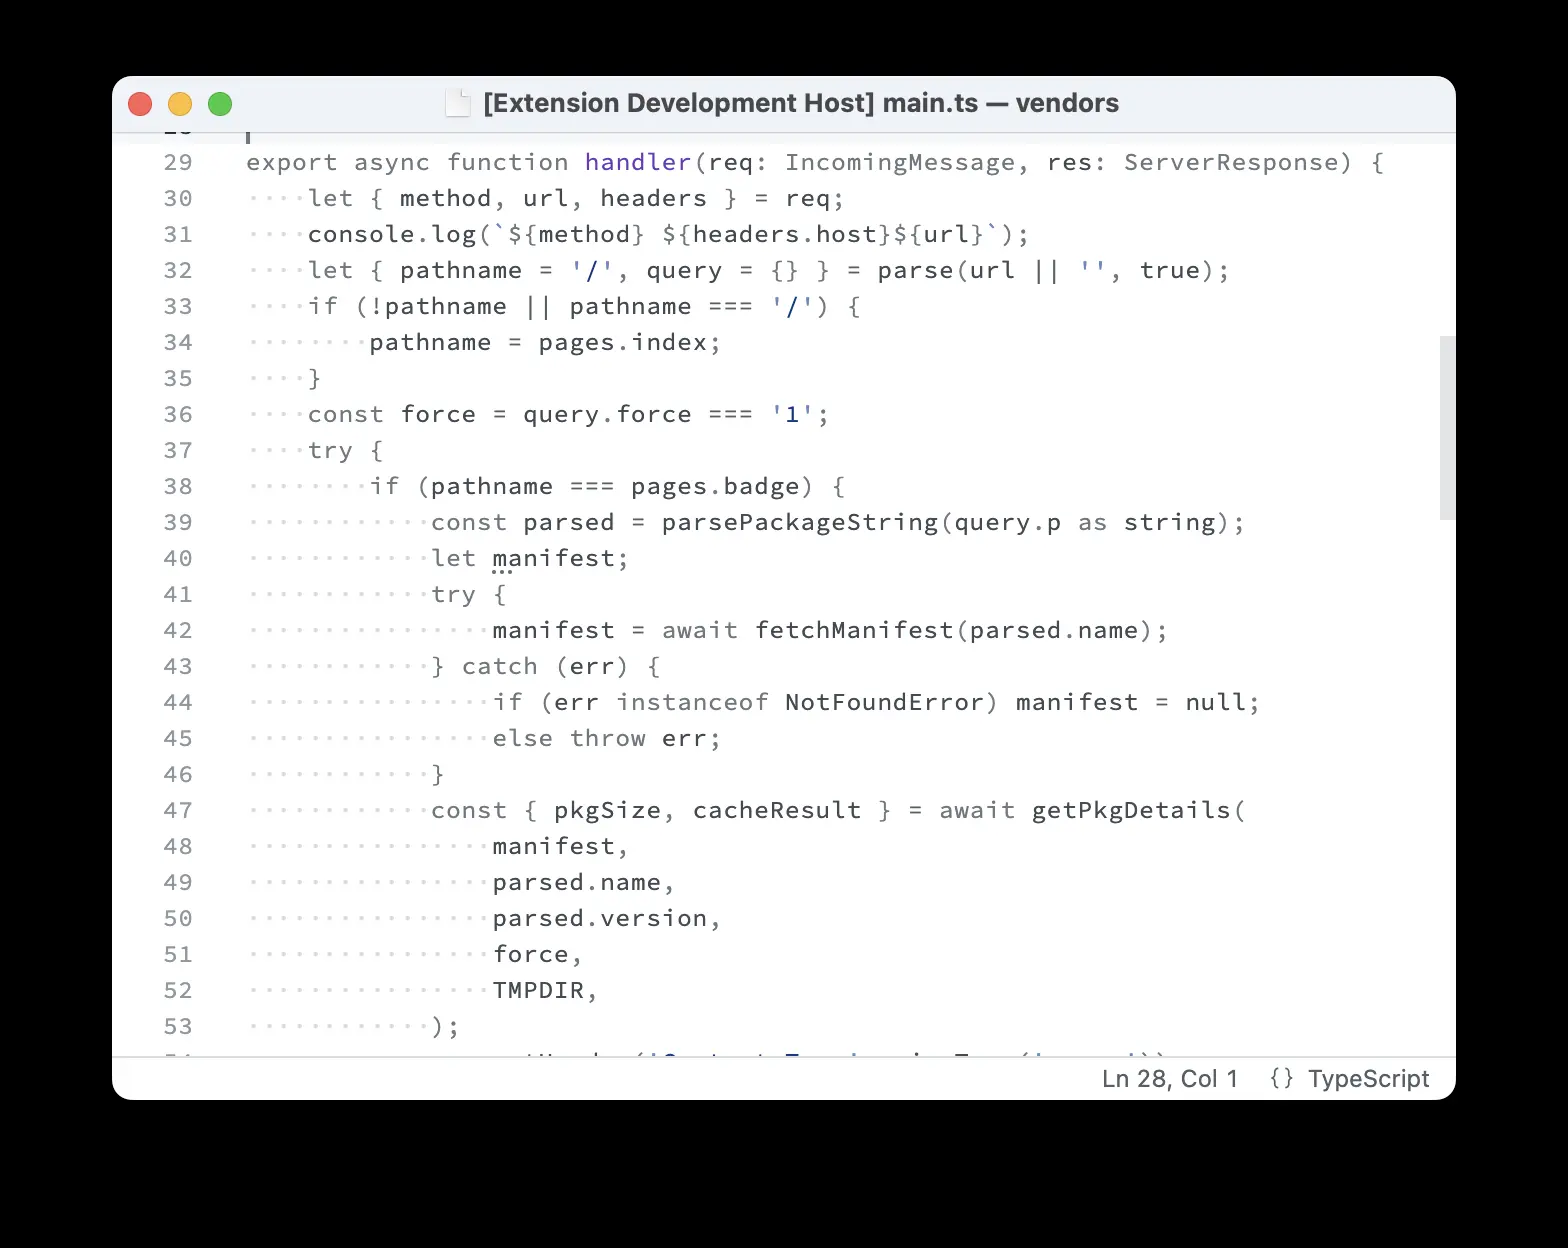 [Extension Development Host] main.ts — vendors
29 export async function handler(req: IncomingMessage, res: ServerResponse) {
30     let { method, url, headers } = req;
31     console.log(`${method} ${headers.host}${url}`);
32     let { pathname = '/', query = {} } = parse(url || '', true);
33     if (!pathname || pathname === '/') {
34         pathname = pages.index;
35     }
36     const force = query.force === '1';
37     try {
38         if (pathname === pages.badge) {
39             const parsed = parsePackageString(query.p as string);
40             let manifest;
41             try {
42                 manifest = await fetchManifest(parsed.name);
43             } catch (err) {
44                 if (err instanceof NotFoundError) manifest = null;
45                 else throw err;
46             }
47             const { pkgSize, cacheResult } = await getPkgDetails(
48                 manifest,
49                 parsed.name,
50                 parsed.version,
51                 force,
52                 TMPDIR,
53             );
Ln 28, Col 1 {} TypeScript